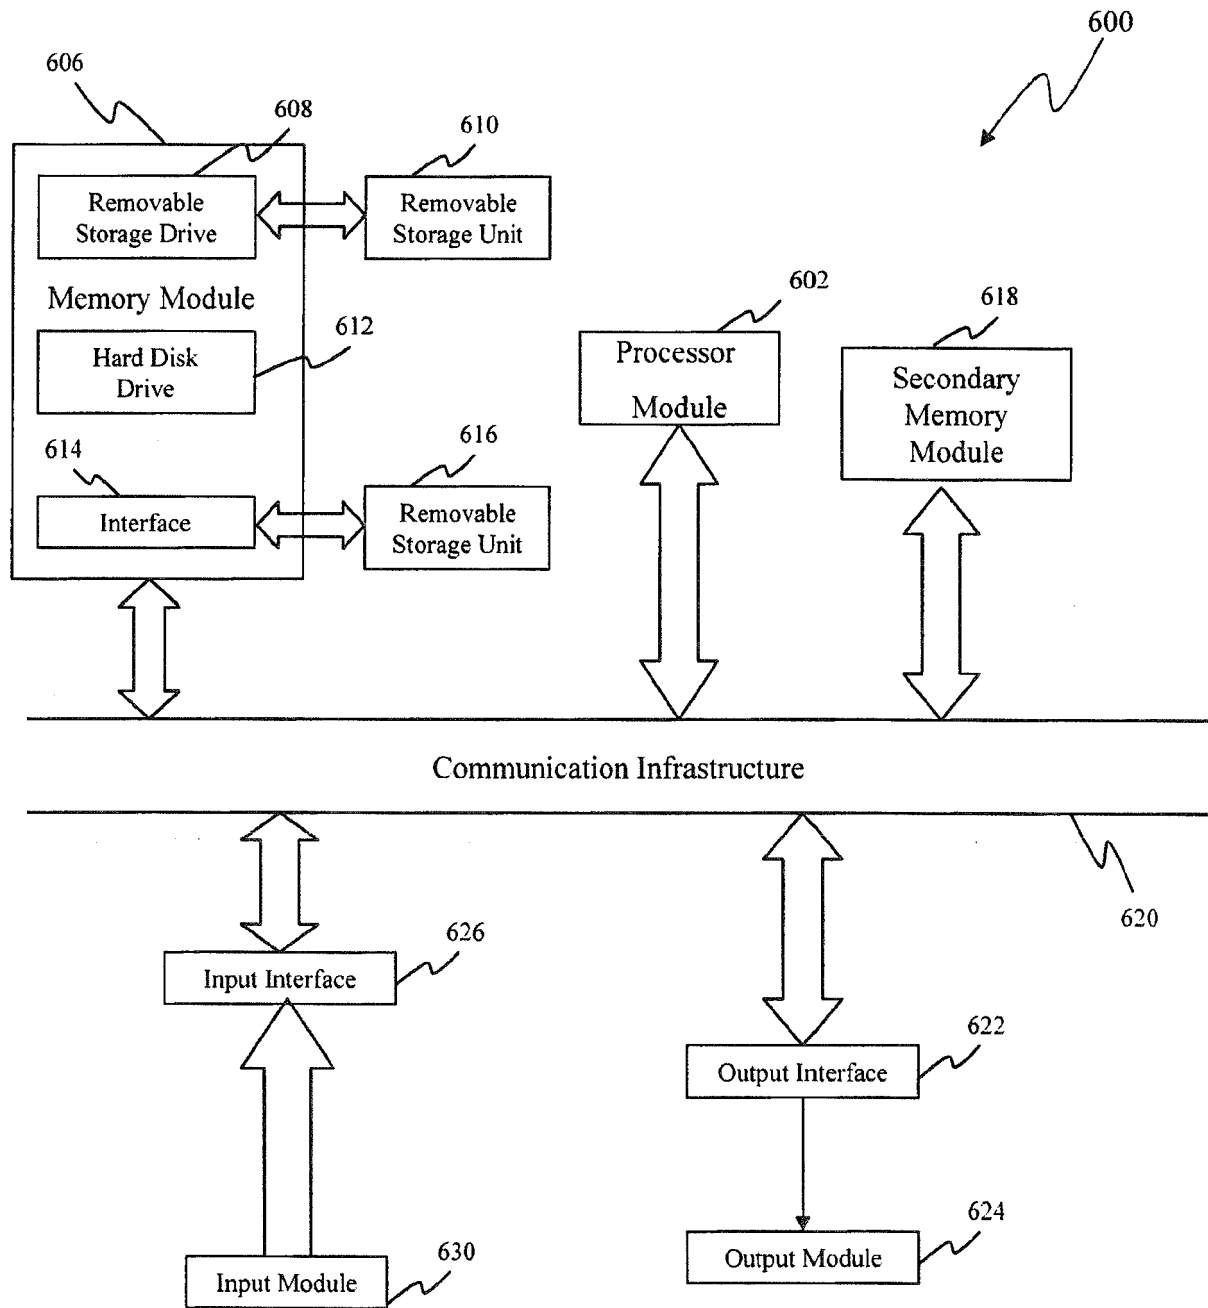 600
606
608
610
Removable
Storage Drive
Removable
Storage Unit
Memory Module
602
618
612
Hard Disk
Drive
Processor
Module
Secondary
Memory
Module
614
616
Interface
Removable
Storage Unit
Communication Infrastructure
620
626
Input Interface
622
Output Interface
624
Output Module
630
Input Module